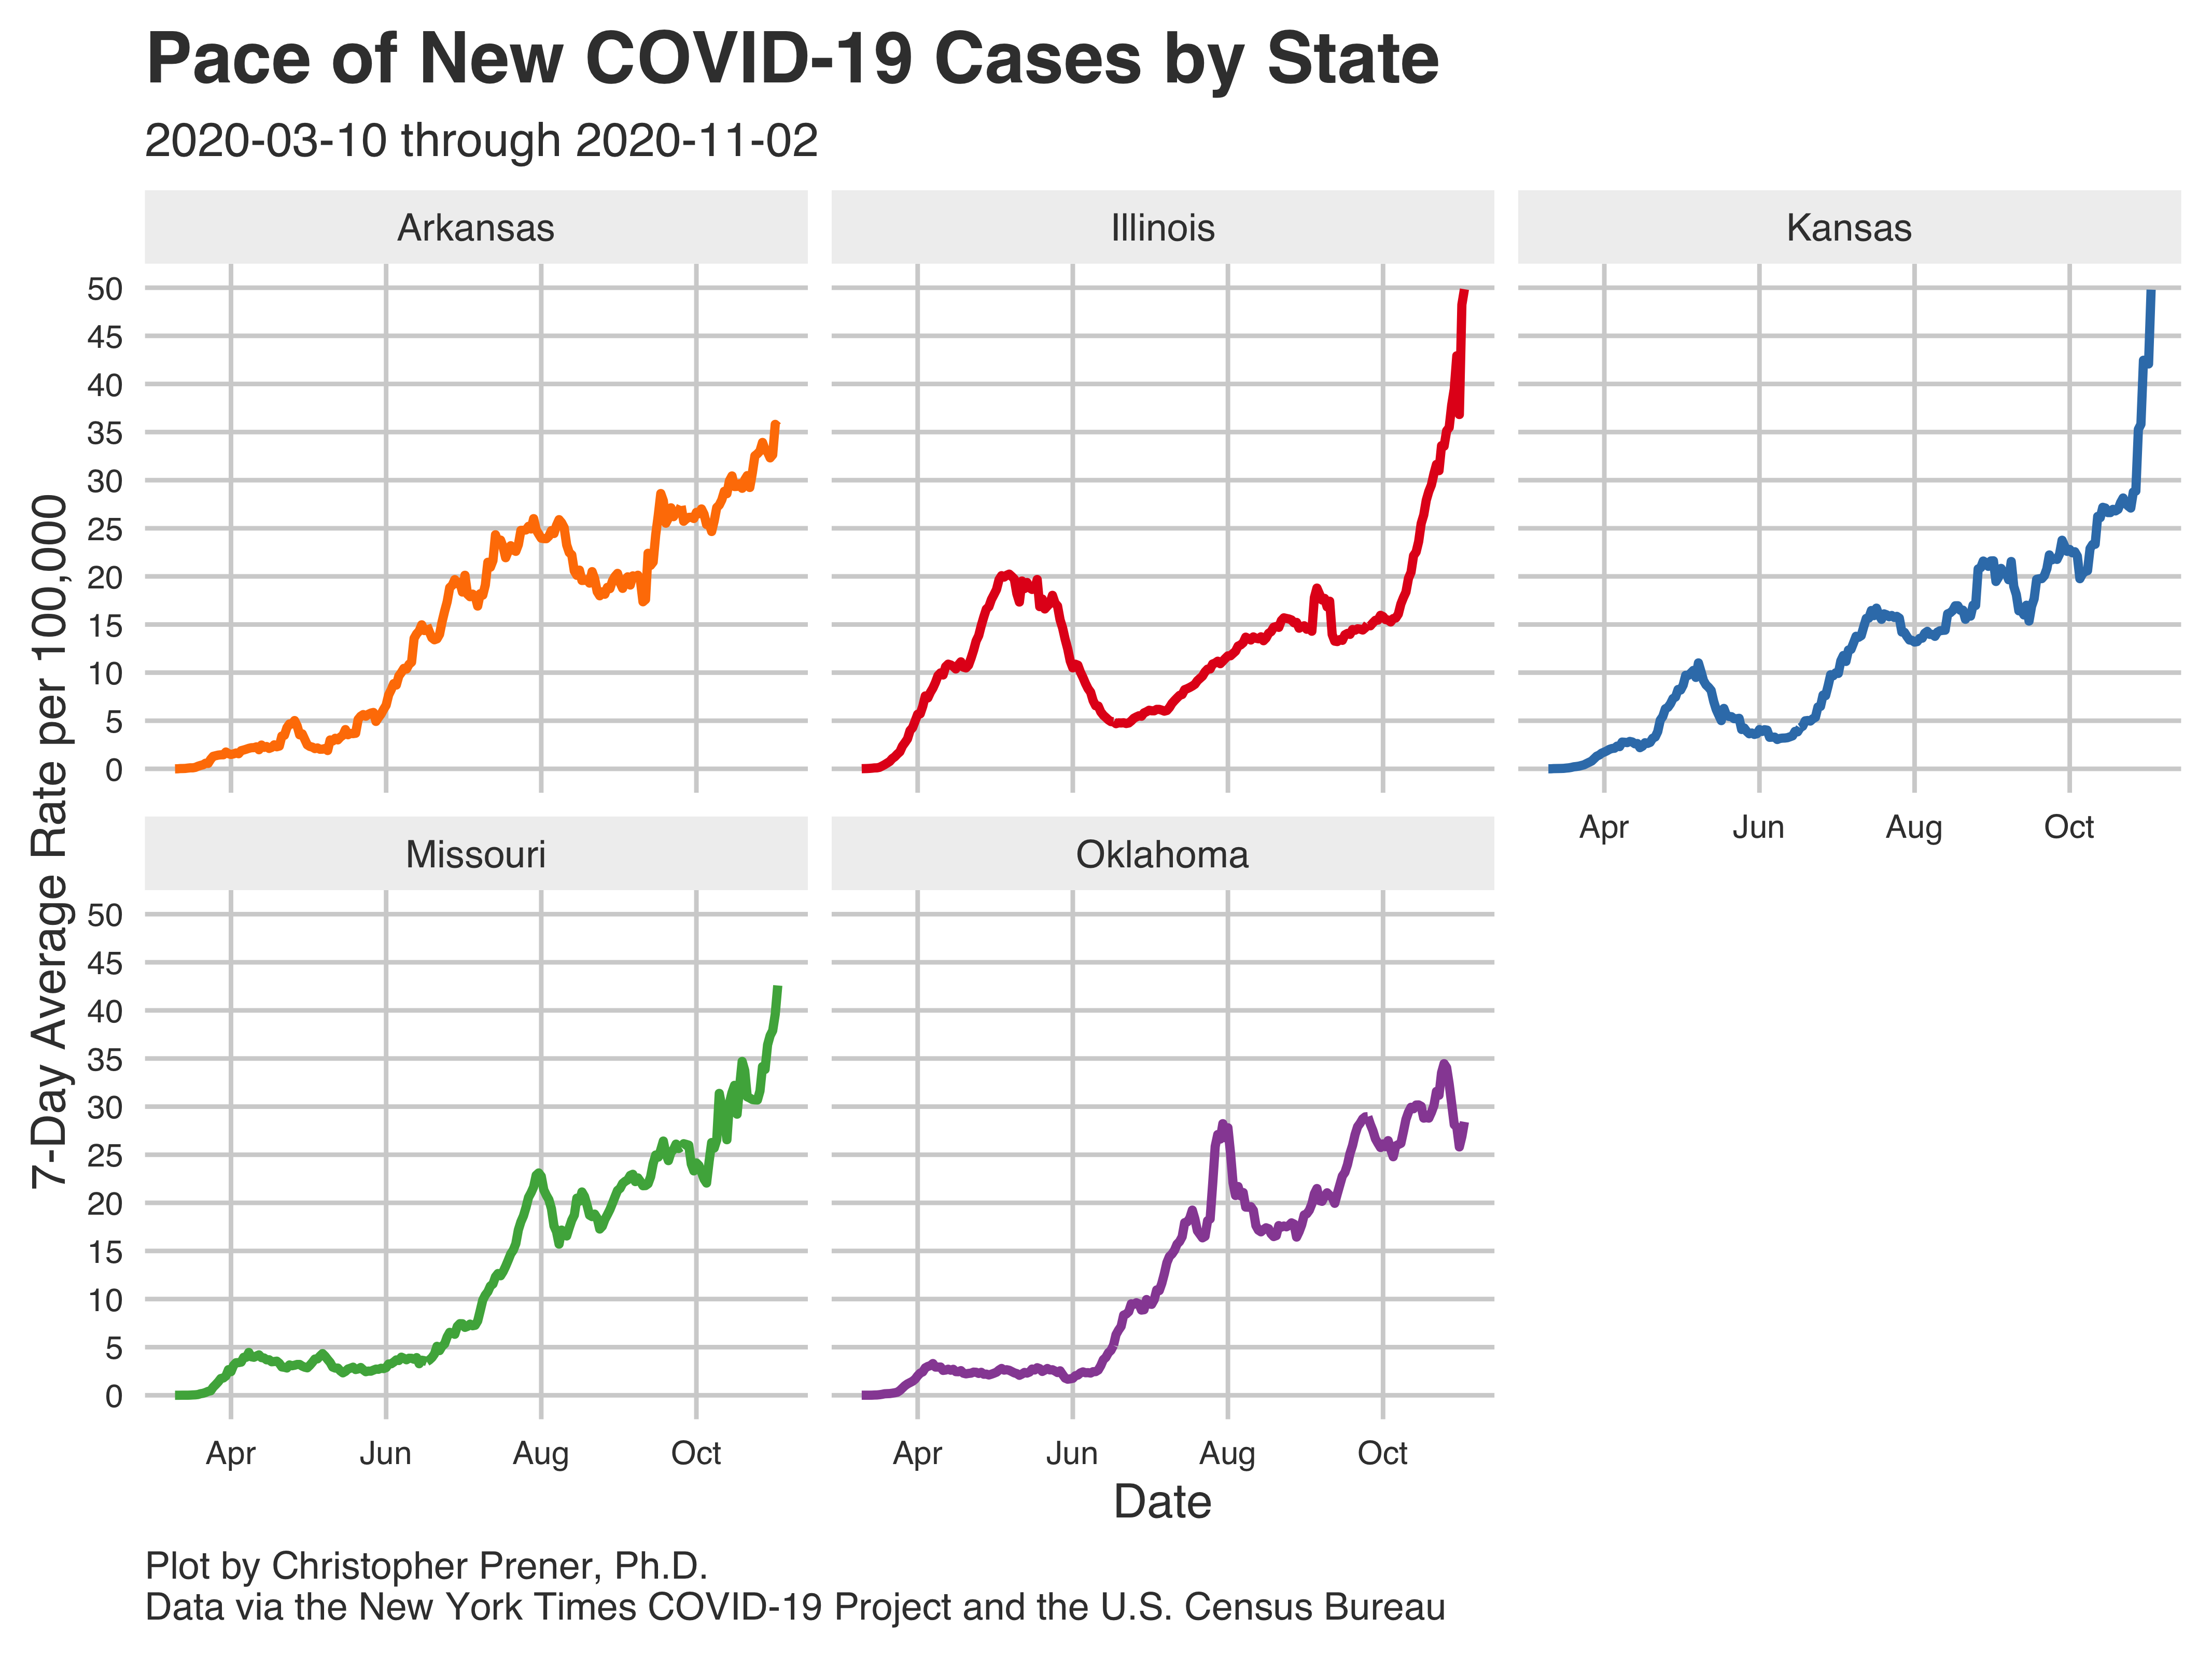 Pace of New COVID-19 Cases by State
2020-03-10 through 2020-11-02
Arkansas
Illinois
Kansas
7-Day Average Rate per 100,000
50
45
40
35
30
25
20
15
10
5
0
Apr Jun Aug Oct
Missouri
Oklahoma
50
45
40
35
30
25
20
15
10
5
0
Apr Jun Aug Oct
Apr Jun Aug Oct
Date
Plot by Christopher Prener, Ph.D.
Data via the New York Times COVID-19 Project and the U.S. Census Bureau